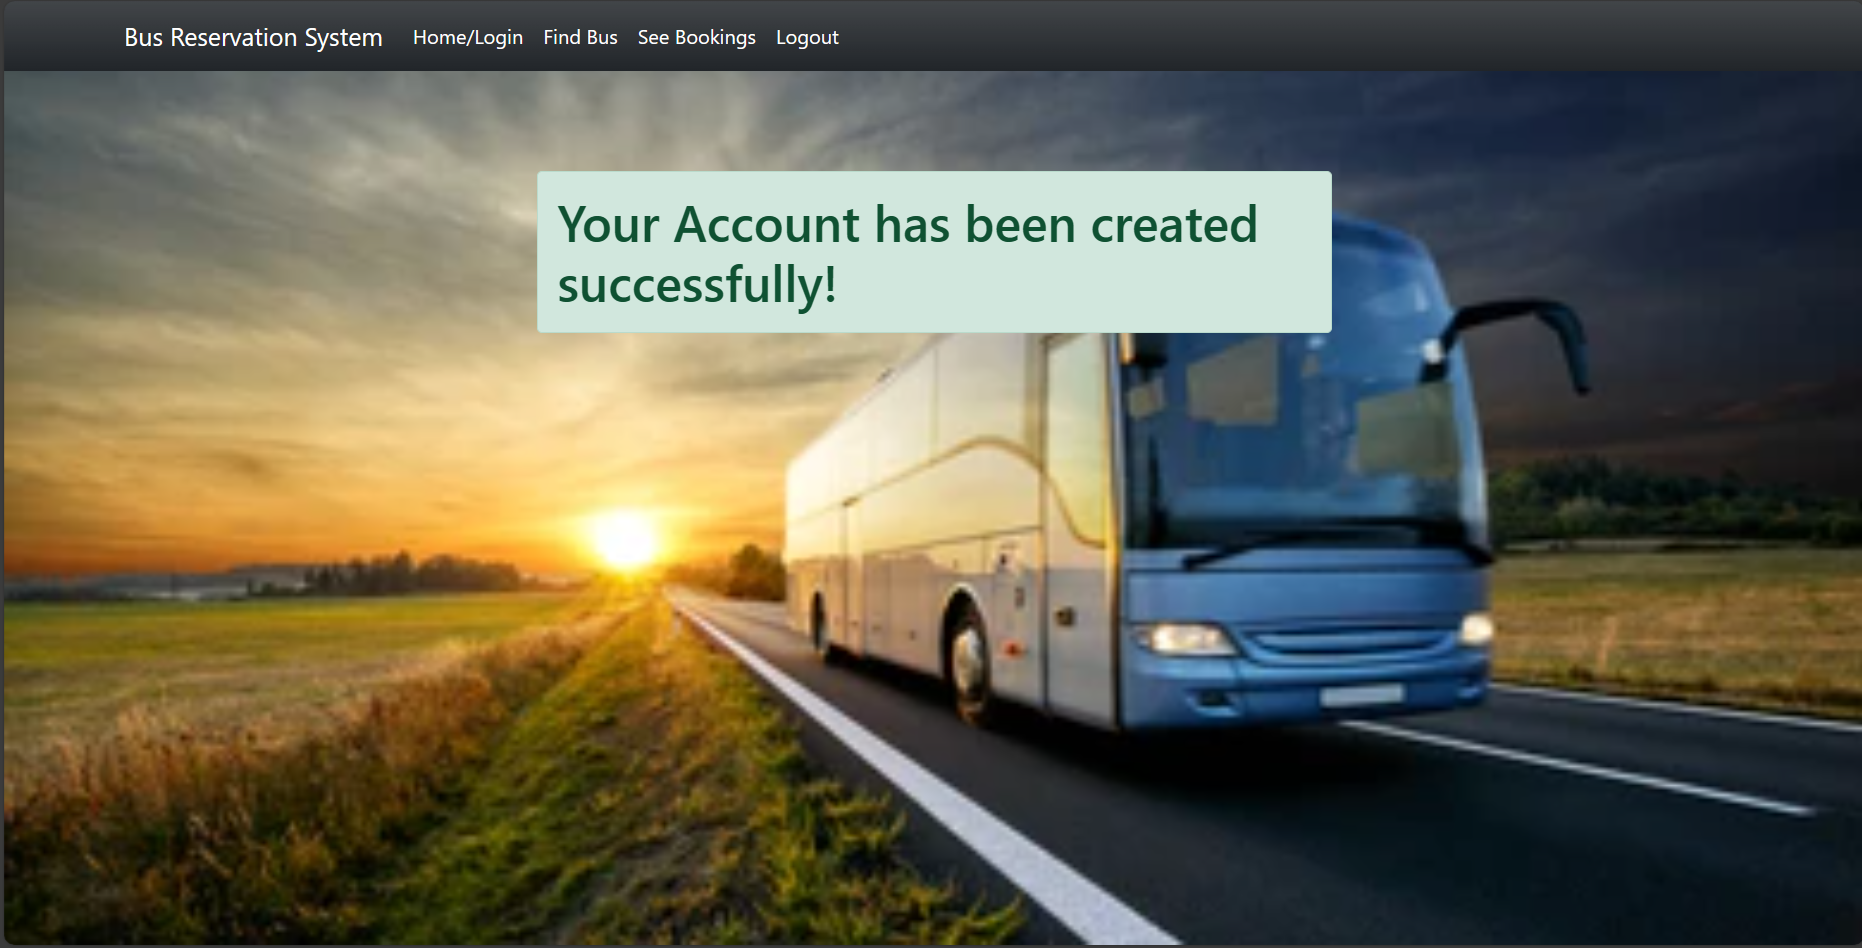 Bus Reservation System Home/Login Find Bus See Bookings Logout
Your Account has been created
successfully!